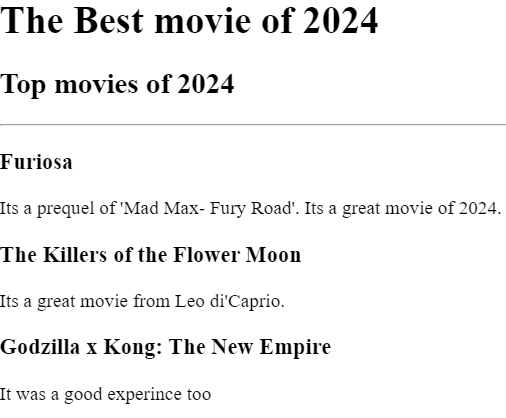 The Best movie of 2024
Top movies of 2024
Furiosa
Its a prequel of 'Mad Max- Fury Road'. Its a great movie of 2024.
The Killers of the Flower Moon
Its a great movie from Leo di'Caprio.
Godzilla x Kong: The New Empire
It was a good experince too